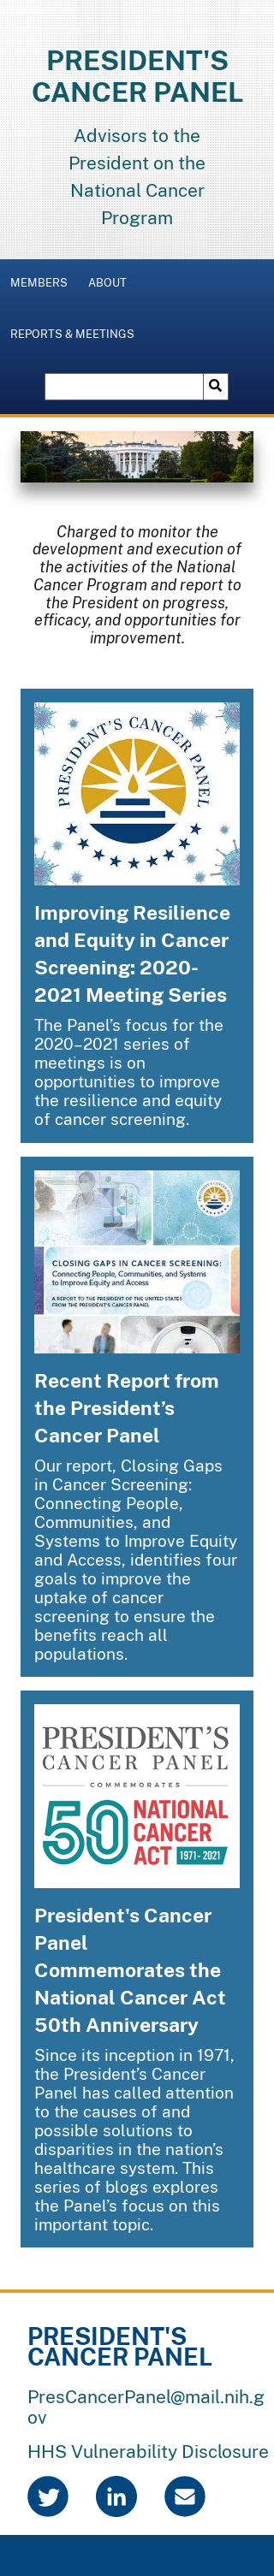 PRESIDENT'S
CANCER PANEL
Advisors to the
President on the
National Cancer
Program
MEMBERS ABOUT
REPORTS & MEETINGS
Charged to monitor the
development and execution of
the activities of the National
Cancer Program and report to
the President on progress,
efficacy, and opportunities for
improvement.
PRESIDENT'S CANCER PANEL
Improving Resilience
and Equity in Cancer
Screening: 2020-
2021 Meeting Series
The Panel’s focus for the
2020–2021 series of
meetings is on
opportunities to improve
the resilience and equity
of cancer screening.
CLOSING GAPS IN CANCER SCREENING:
Connecting People, Communities, and Systems
to Improve Equity and Access
A REPORT TO THE PRESIDENT OF THE UNITED STATES
FROM THE PRESIDENT'S CANCER PANEL
Recent Report from
the President’s
Cancer Panel
Our report, Closing Gaps
in Cancer Screening:
Connecting People,
Communities, and
Systems to Improve Equity
and Access, identifies four
goals to improve the
uptake of cancer
screening to ensure the
benefits reach all
populations.
PRESIDENT'S
CANCER PANEL
COMMEMORATES
50 NATIONAL
CANCER
ACT 1971-2021
President's Cancer
Panel
Commemorates the
National Cancer Act
50th Anniversary
Since its inception in 1971,
the President’s Cancer
Panel has called attention
to the causes of and
possible solutions to
disparities in the nation’s
healthcare system. This
series of blogs explores
the Panel’s focus on this
important topic.
PRESIDENT'S
CANCER PANEL
PresCancerPanel@mail.nih.g
ov
HHS Vulnerability Disclosure